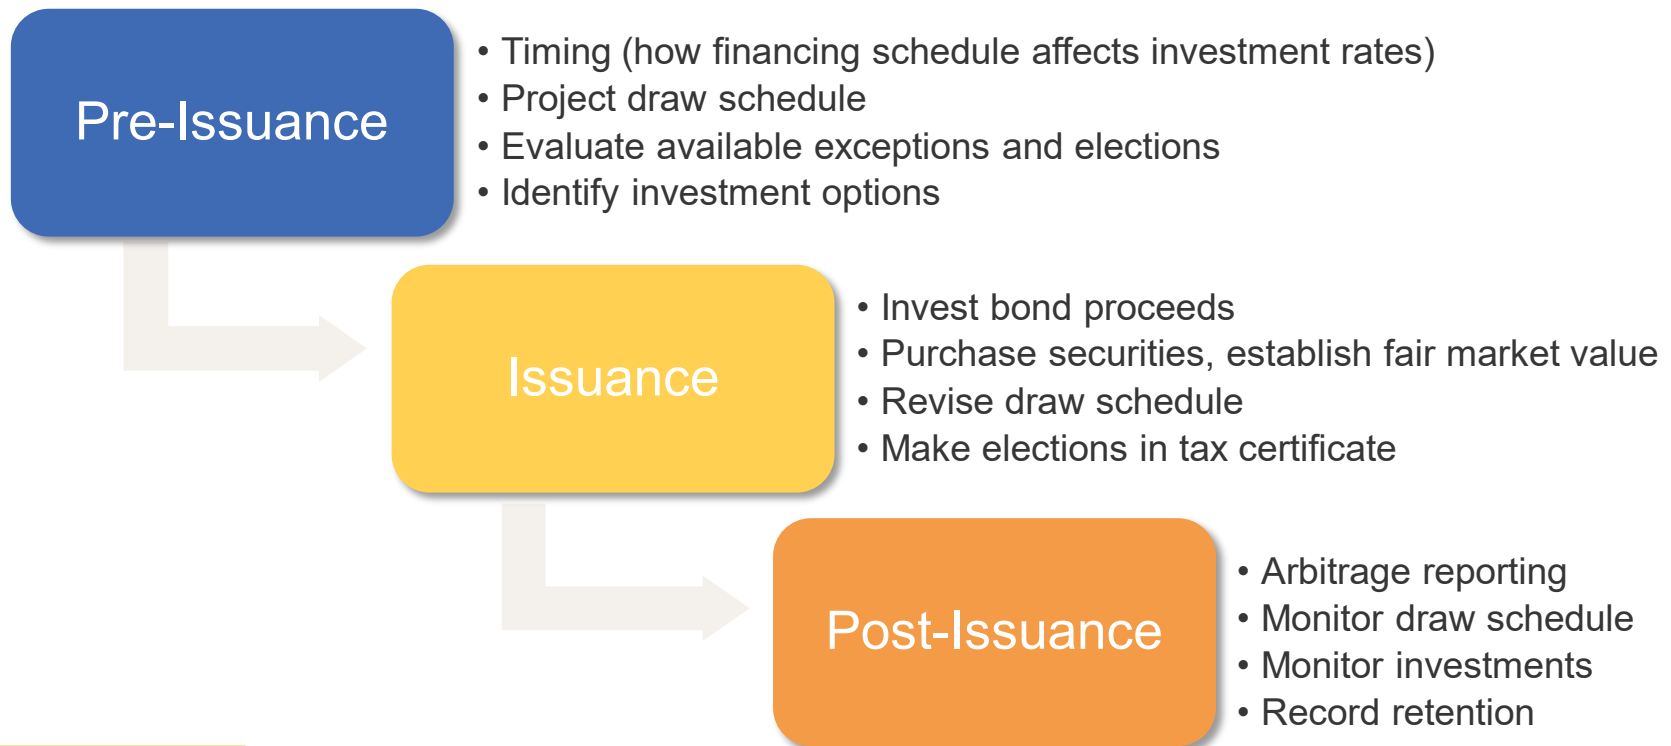 Pre-Issuance
• Timing (how financing schedule affects investment rates)
• Project draw schedule
• Evaluate available exceptions and elections
• Identify investment options
Issuance
• Invest bond proceeds
• Purchase securities, establish fair market value
• Revise draw schedule
• Make elections in tax certificate
Post-Issuance
• Arbitrage reporting
• Monitor draw schedule
• Monitor investments
• Record retention